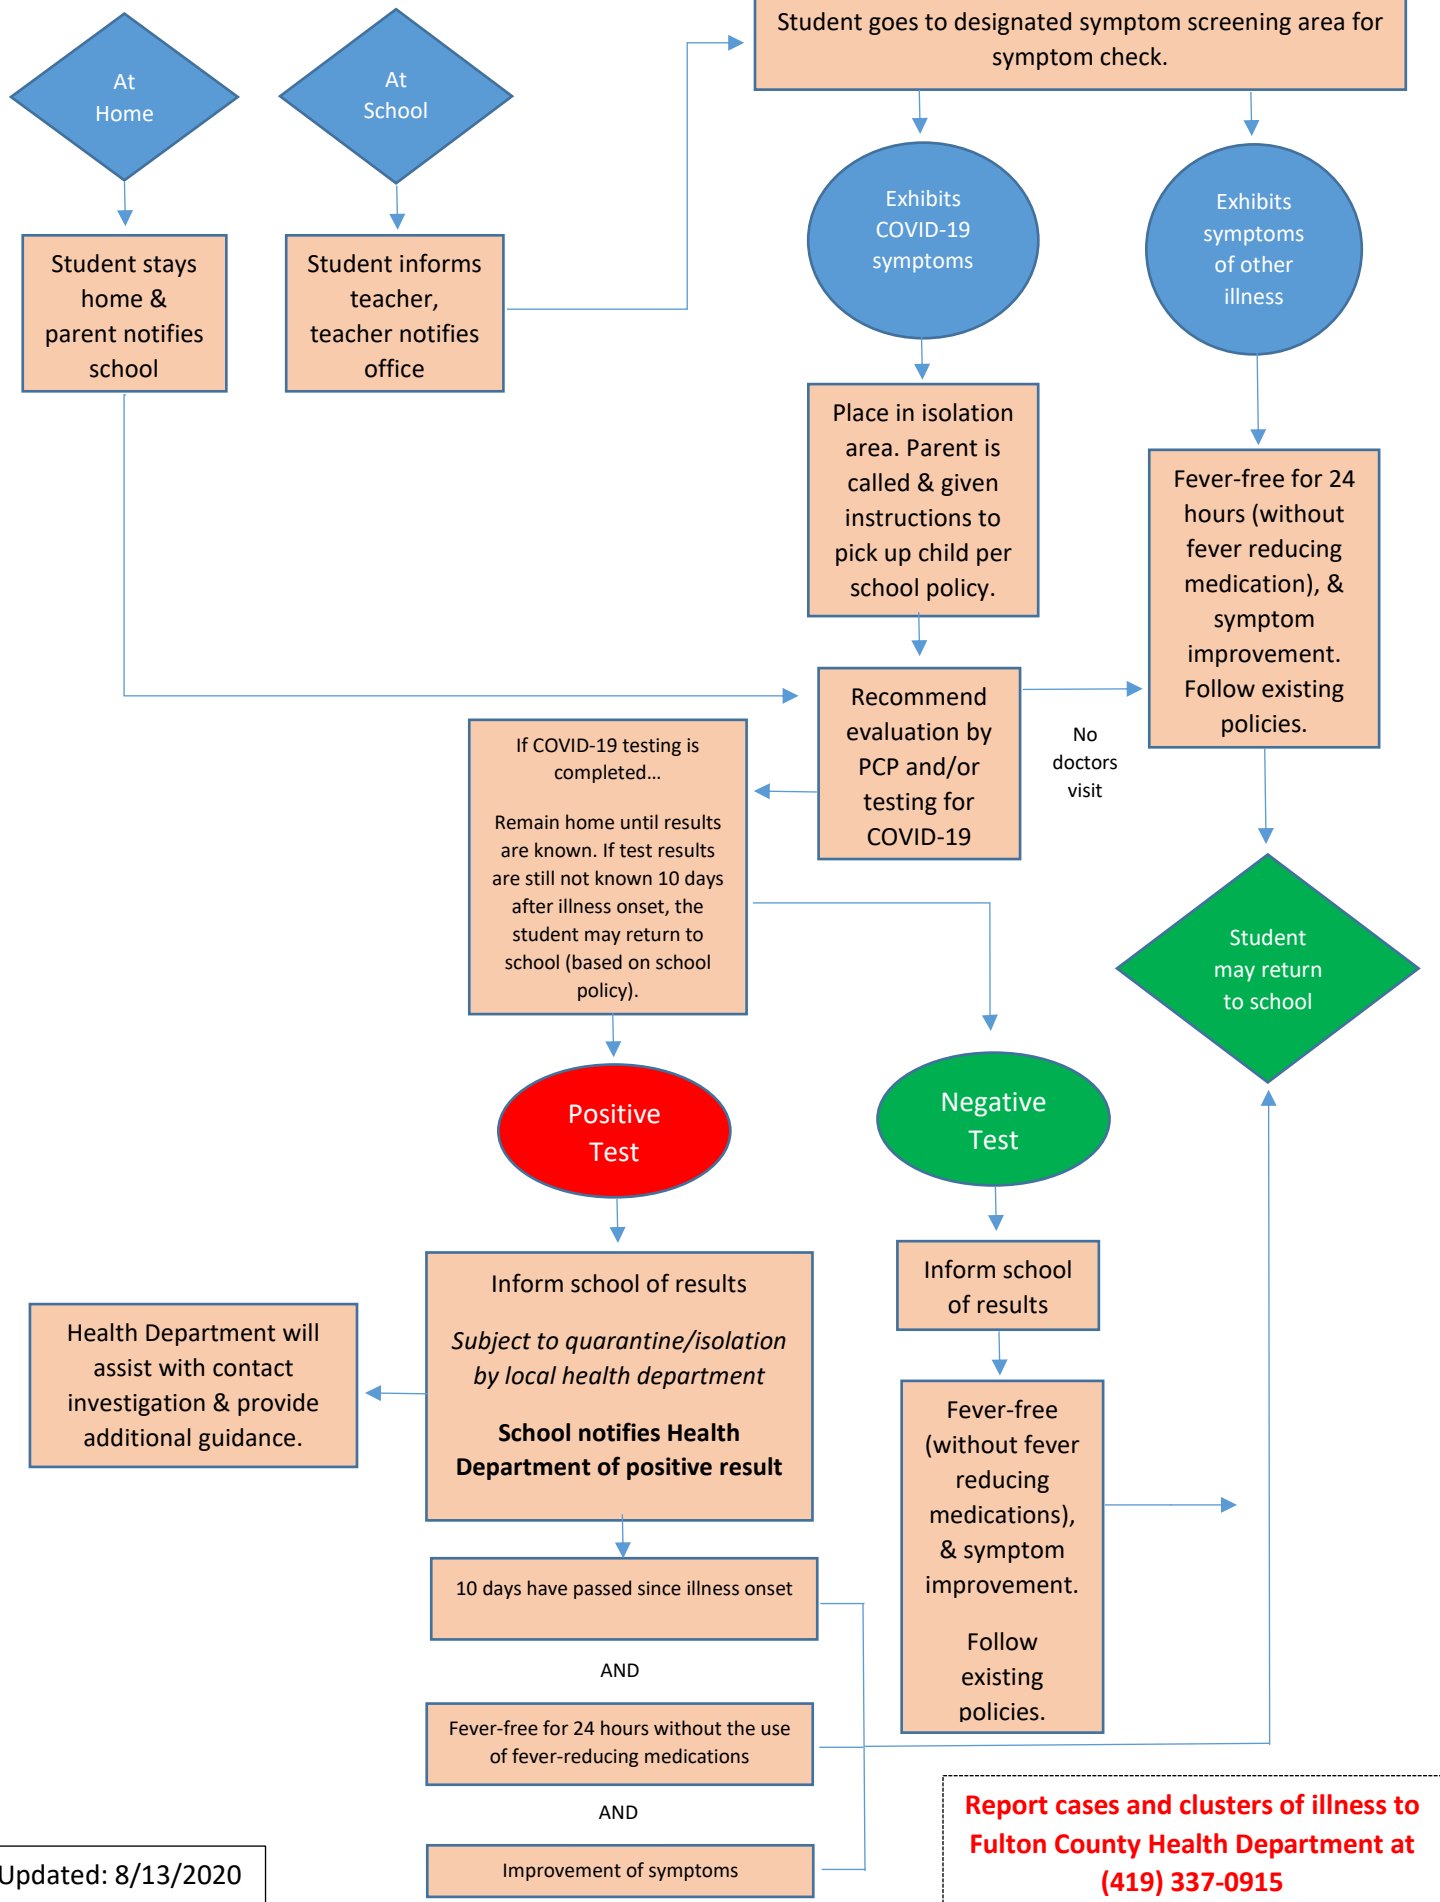 Student goes to designated symptom screening area for
symptom check.
At
Home
At
School
Exhibits
COVID-19
symptoms
Exhibits
symptoms
of other
illness
Student stays
home &
parent notifies
school
Student informs
teacher,
teacher notifies
office
Place in isolation
area. Parent is
called & given
instructions to
pick up child per
school policy.
Fever-free for 24
hours (without
fever reducing
medication), &
symptom
improvement.
Follow existing
policies.
Recommend
evaluation by
PCP and/or
testing for
COVID-19
No
doctors
visit
If COVID-19 testing is
completed...
Remain home until results
are known. If test results
are still not known 10 days
after illness onset, the
student may return to
school (based on school
policy).
Student
may return
to school
Positive
Test
Negative
Test
Inform school of results
Subject to quarantine/isolation
by local health department
School notifies Health
Department of positive result
Inform school
of results
Health Department will
assist with contact
investigation & provide
additional guidance.
Fever-free
(without fever
reducing
medications),
& symptom
improvement.
Follow
existing
policies.
10 days have passed since illness onset
AND
Fever-free for 24 hours without the use
of fever-reducing medications
AND
Improvement of symptoms
Report cases and clusters of illness to
Fulton County Health Department at
(419) 337-0915
Updated: 8/13/2020